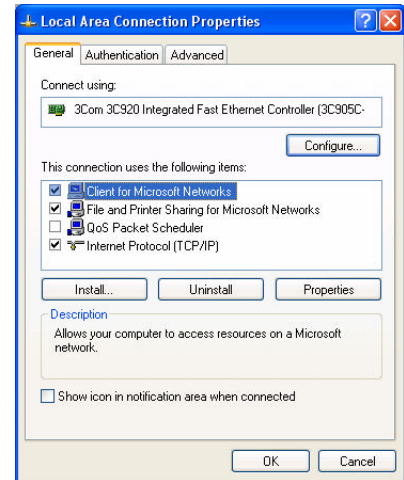 Local Area Connection Properties
General Authentication Advanced
Connect using:
3Com 3C920 Integrated Fast Ethernet Controller (3C905C-
Configure...
This connection uses the following items:
Client for Microsoft Networks
File and Printer Sharing for Microsoft Networks
QoS Packet Scheduler
Internet Protocol (TCP/IP)
Install... Uninstall Properties
Description
Allows your computer to access resources on a Microsoft
network.
Show icon in notification area when connected
OK Cancel